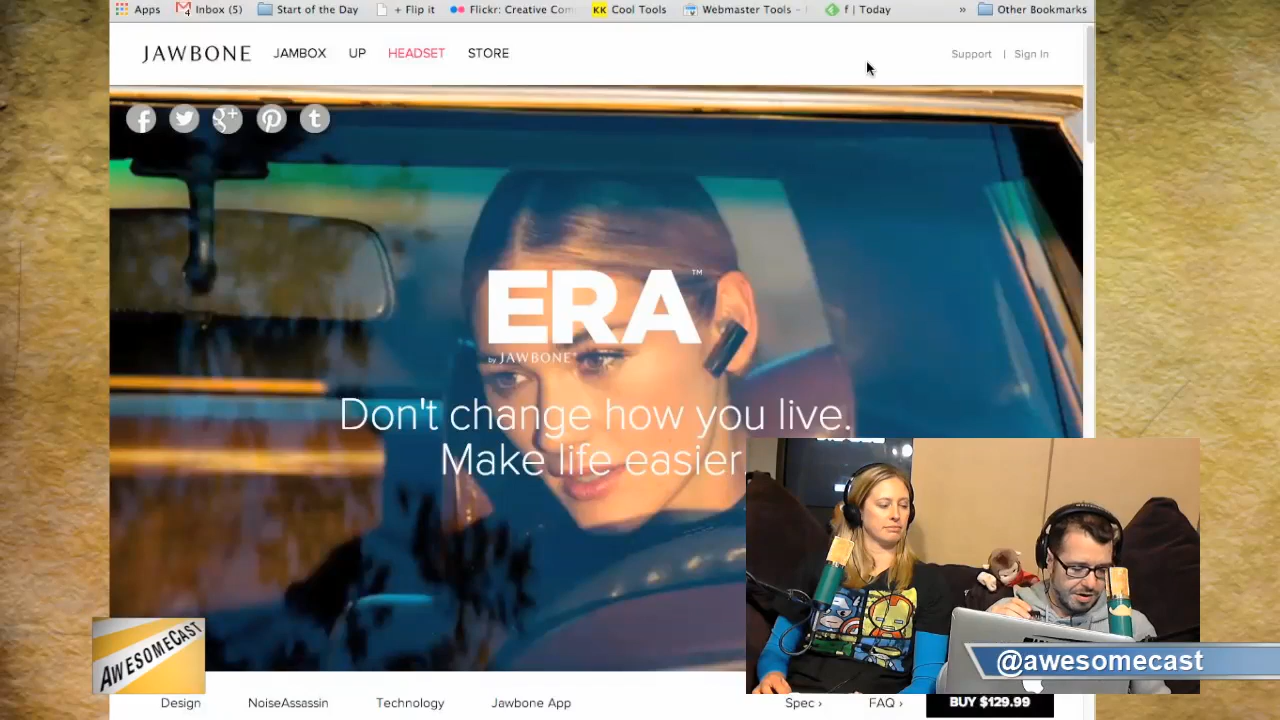 Apps
4
Inbox (5)
Start of the Day
+ Flip it
Flickr: Creative Com
KK Cool Tools
Webmaster Tools -
f | Today
»
Other Bookmarks
JAWBONE
JAMBOX
UP
HEADSET
STORE
Support | Sign In
f
g+
t
ERA™
by JAWBONE
Don't change how you live.
Make life easier.
AWESOMECAST
@awesomecast
Design
NoiseAssassin
Technology
Jawbone App
Spec ›
FAQ ›
BUY $129.99